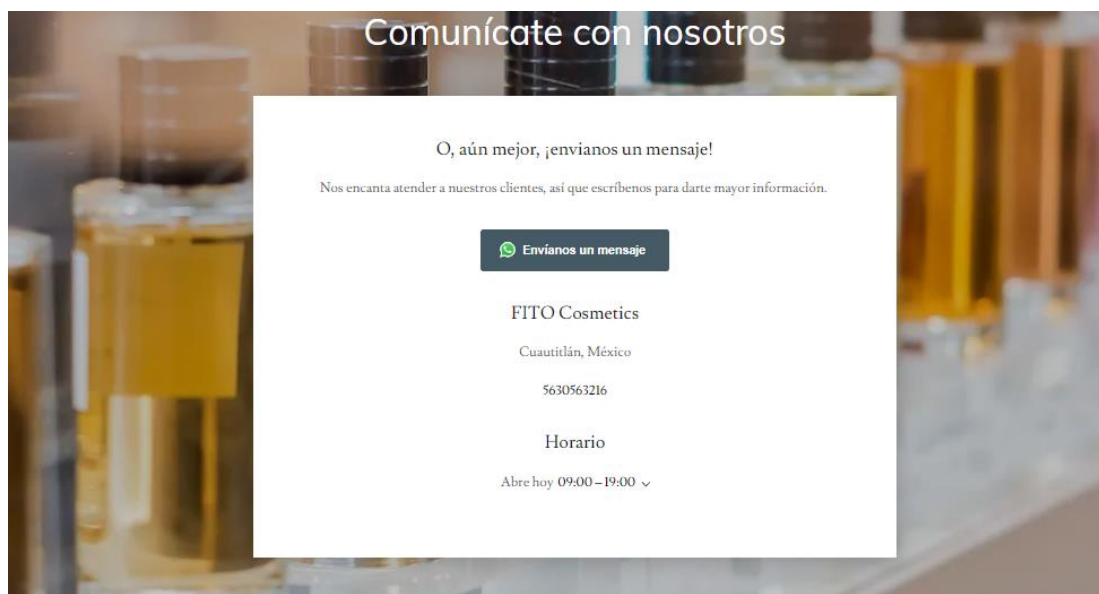 Comunícate con nosotros
O, aún mejor, ¡envianos un mensaje!
Nos encanta atender a nuestros clientes, así que escríbenos para darte mayor información.
Envíanos un mensaje
FITO Cosmetics
Cuautitlán, México
5630563216
Horario
Abre hoy 09:00 – 19:00